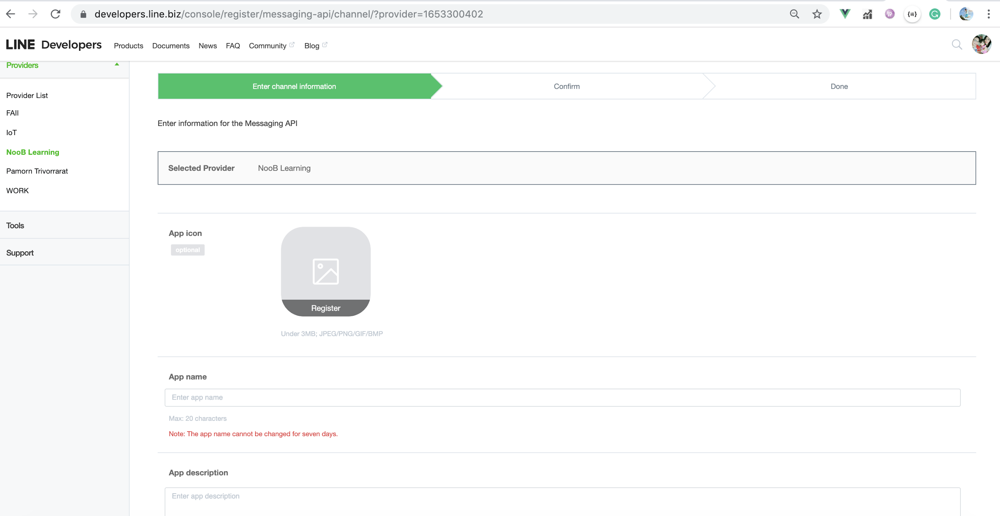 developers.line.biz/console/register/messaging-api/channel/?provider=1653300402
LINE Developers Products Documents News FAQ Community Blog
Providers
Provider List
FAll
IoT
NooB Learning
Pamorn Trivorrarat
WORK
Tools
Support
Enter channel information Confirm Done
Enter information for the Messaging API
Selected Provider NooB Learning
App icon
optional
Register
Under 3MB; JPEG/PNG/GIF/BMP
App name
Enter app name
Max: 20 characters
Note: The app name cannot be changed for seven days.
App description
Enter app description